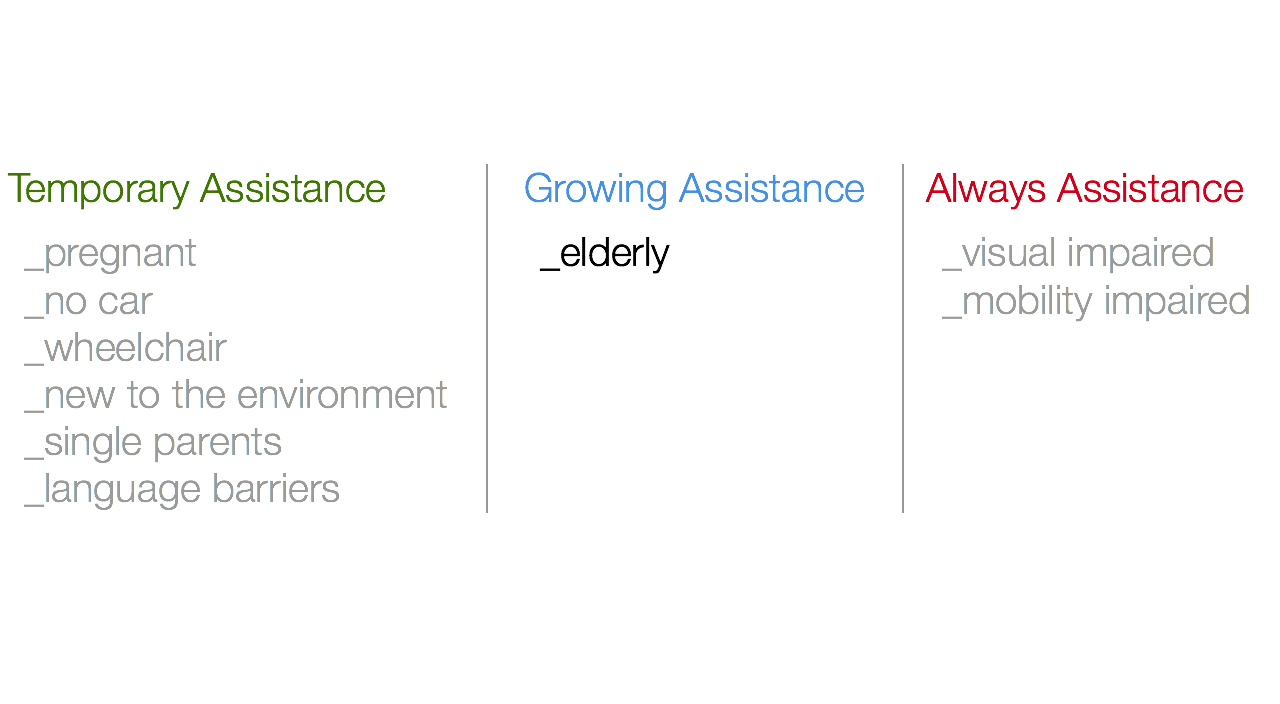 Temporary Assistance
_pregnant
_no car
_wheelchair
_new to the environment
_single parents
_language barriers
Growing Assistance
_elderly
Always Assistance
_visual impaired
_mobility impaired